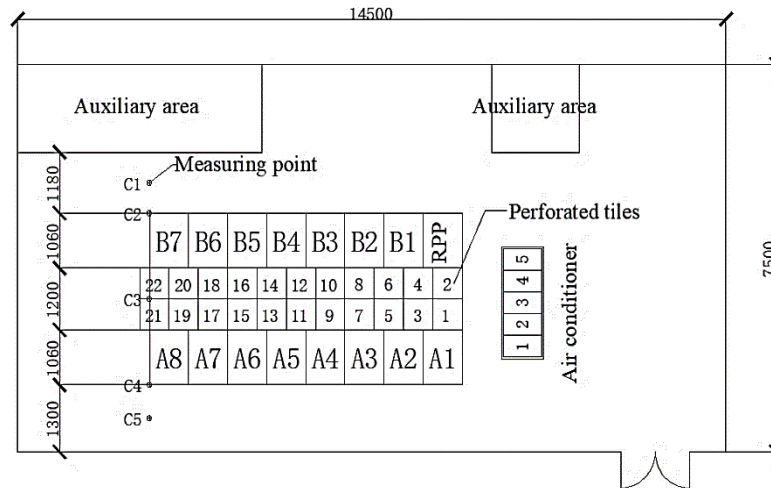 14500
Auxiliary area
Auxiliary area
Measuring point
C1
1180
C2
Perforated tiles
B7 B6 B5 B4 B3 B2 B1 RPP
1060
7500
22 20 18 16 14 12 10 8 6 4 2
C3
1200
21 19 17 15 13 11 9 7 5 3 1
5
4
3
2
1
Air conditioner
A8 A7 A6 A5 A4 A3 A2 A1
1060
C4
1300
C5